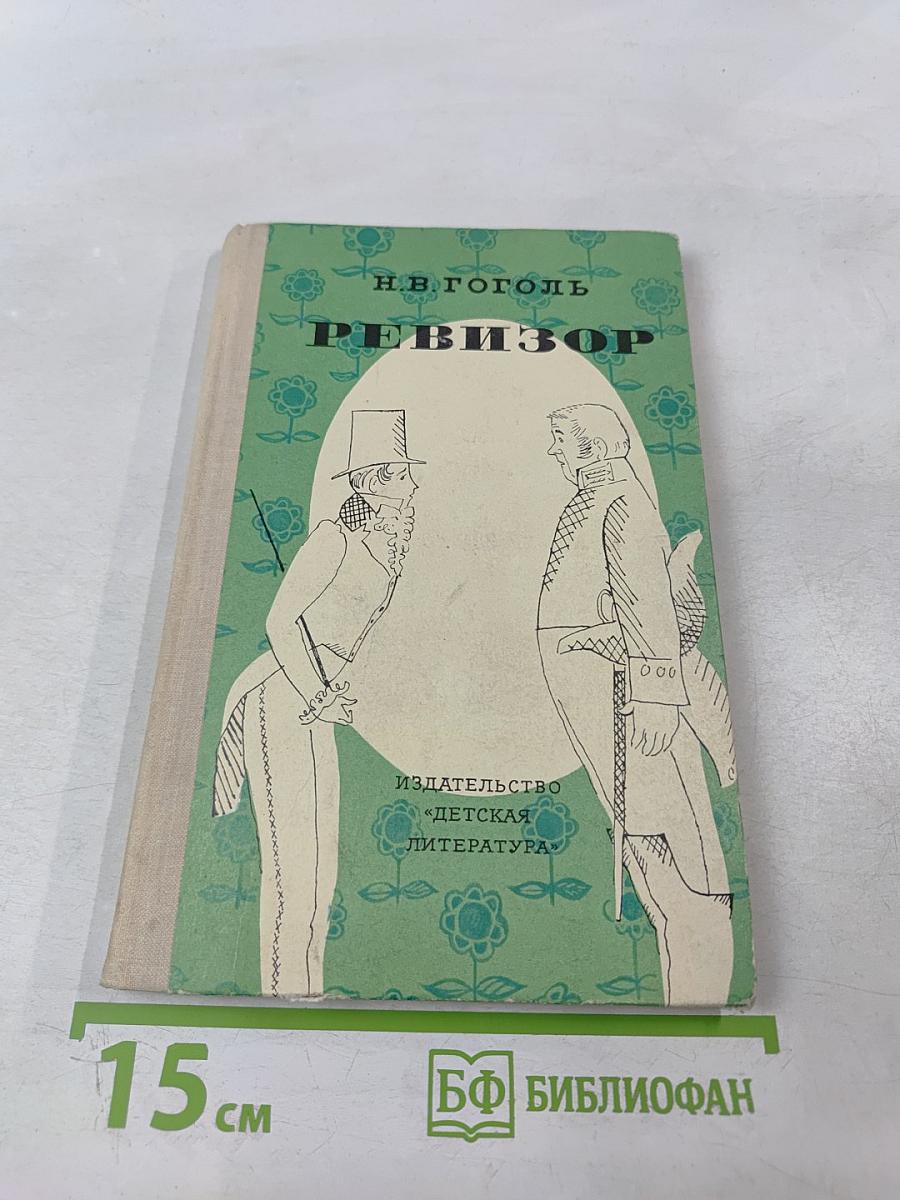 Н.В.ГОГОЛЬ
РЕВИЗОР
ИЗДАТЕЛЬСТВО
«ДЕТСКАЯ
ЛИТЕРАТУРА»
15 см
БФ БИБЛИОФАН